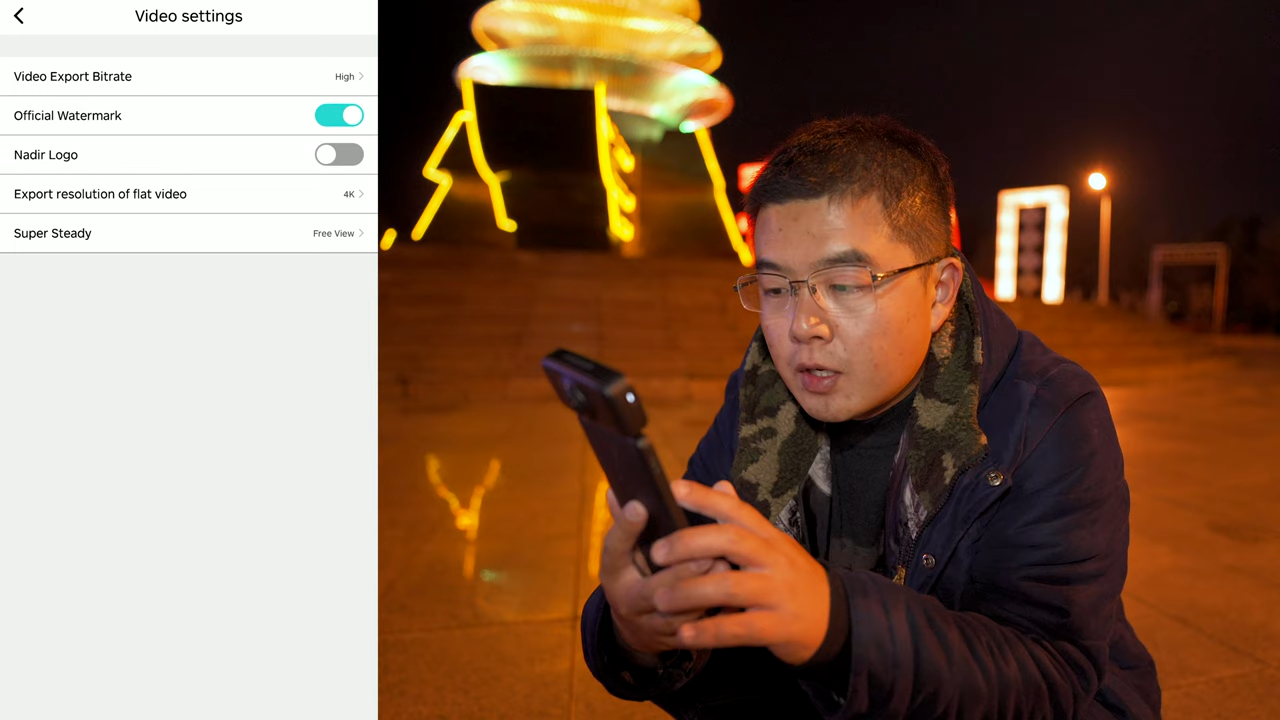 Video settings
Video Export Bitrate High
Official Watermark
Nadir Logo
Export resolution of flat video 4K
Super Steady Free View